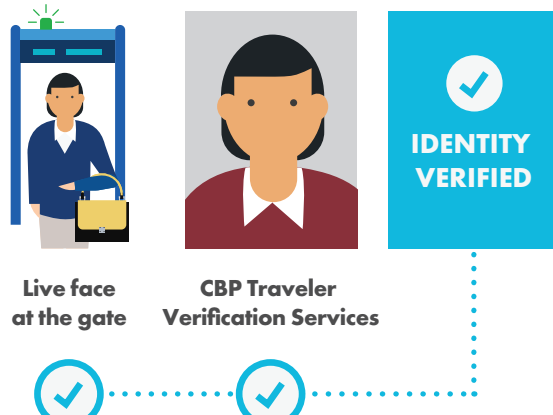 IDENTITY
VERIFIED
Live face
at the gate
CBP Traveler
Verification Services